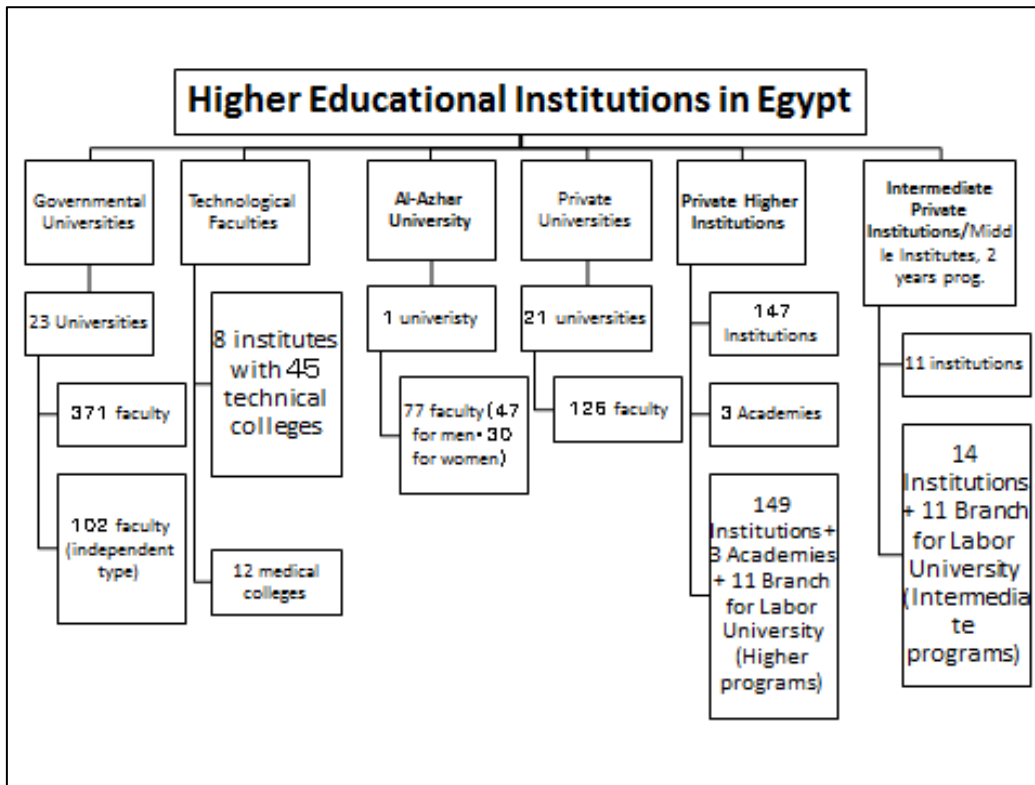 Higher Educational Institutions in Egypt
Governmental
Universities
23 Universities
371 faculty
102 faculty
(independent
type)
Technological
Faculties
8 institutes
with 45
technical
colleges
12 medical
colleges
Al-Azhar
University
1 univeristy
77 faculty (47
for men• 30
for women)
Private
Universities
21 universities
126 faculty
Private Higher
Institutions
147
Institutions
3 Academies
149
Institutions +
3 Academies
+ 11 Branch
for Labor
University
(Higher
programs)
Intermediate
Private
Institutions/Midd
le Institutes, 2
years prog.
11 institutions
14
Institutions
+ 11 Branch
for Labor
University
(Intermedia
te
programs)